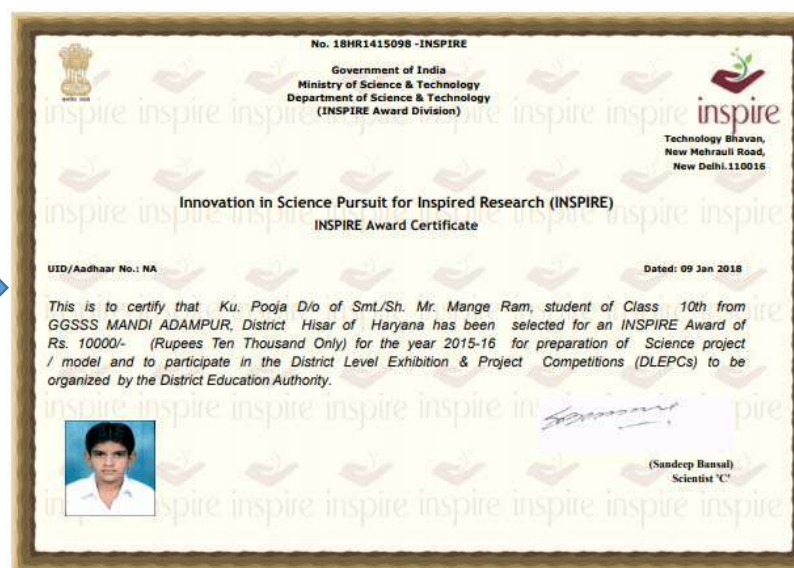 No. 18HR1415098 -INSPIRE
Government of India
Ministry of Science & Technology
Department of Science & Technology
(INSPIRE Award Division)
inspire
Technology Bhavan,
New Mehrauli Road,
New Delhi.110016
Innovation in Science Pursuit for Inspired Research (INSPIRE)
INSPIRE Award Certificate
UID/Aadhaar No.: NA
Dated: 09 Jan 2018
This is to certify that Ku. Pooja D/o of Smt./Sh. Mr. Mange Ram, student of Class 10th from
GGSSS MANDI ADAMPUR, District Hisar of Haryana has been selected for an INSPIRE Award of
Rs. 10000/- (Rupees Ten Thousand Only) for the year 2015-16 for preparation of Science project
/ model and to participate in the District Level Exhibition & Project Competitions (DLEPCs) to be
organized by the District Education Authority.
(Sandeep Bansal)
Scientist 'C'